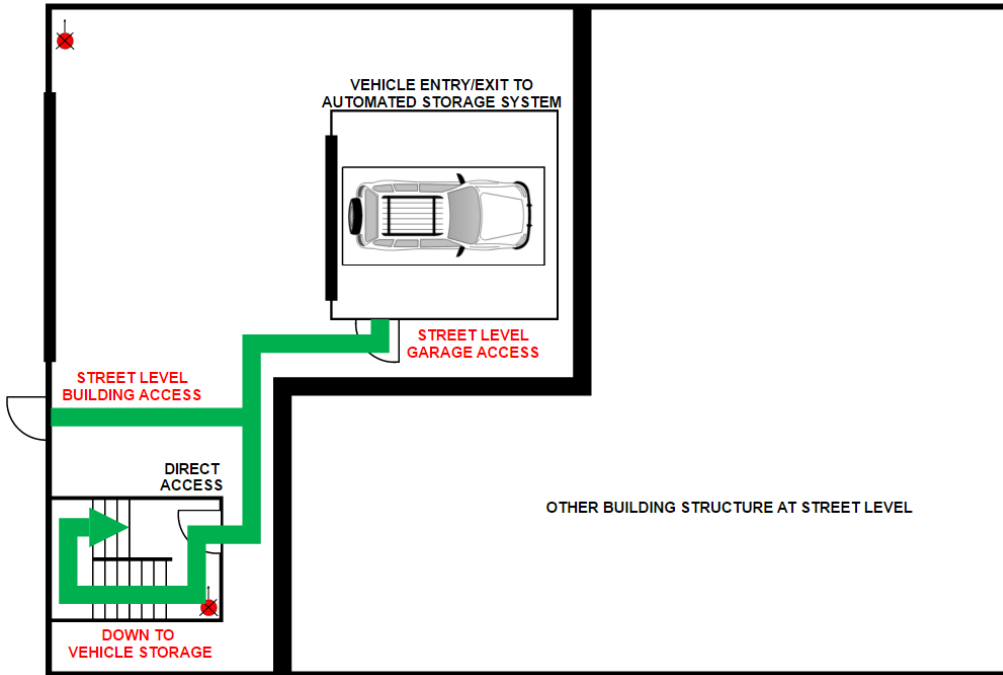 VEHICLE ENTRY/EXIT TO
AUTOMATED STORAGE SYSTEM
STREET LEVEL
GARAGE ACCESS
STREET LEVEL
BUILDING ACCESS
DIRECT
ACCESS
OTHER BUILDING STRUCTURE AT STREET LEVEL
DOWN TO
VEHICLE STORAGE